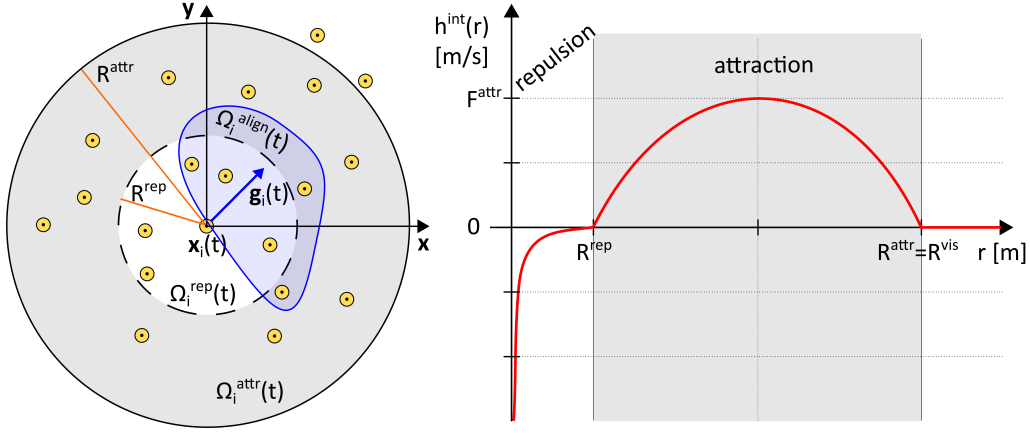 y
R^attr
Ω_i^align(t)
R^rep
g_i(t)
x_i(t)
x
Ω_i^rep(t)
Ω_i^attr(t)
h^int(r)
[m/s]
repulsion
attraction
F^attr
0
R^rep
R^attr=R^vis
r [m]